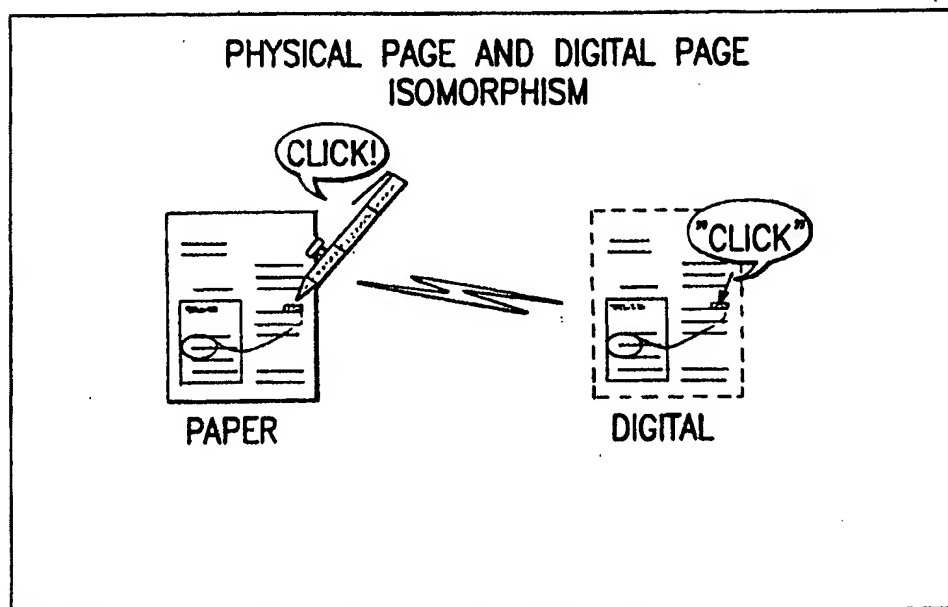 PHYSICAL PAGE AND DIGITAL PAGE
ISOMORPHISM
CLICK!
"CLICK"
PAPER
DIGITAL